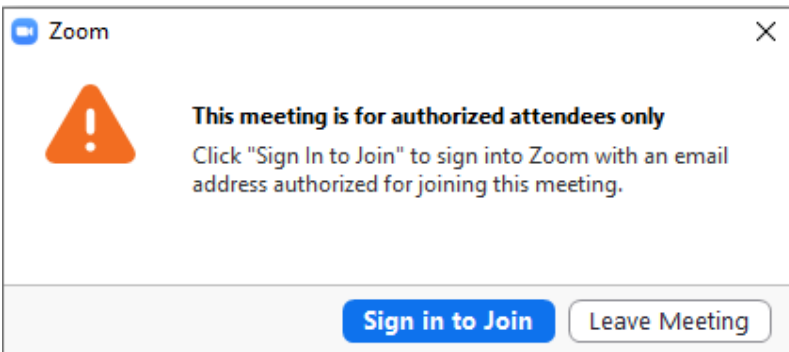 Zoom
This meeting is for authorized attendees only
Click "Sign In to Join" to sign into Zoom with an email
address authorized for joining this meeting.
Sign in to Join
Leave Meeting